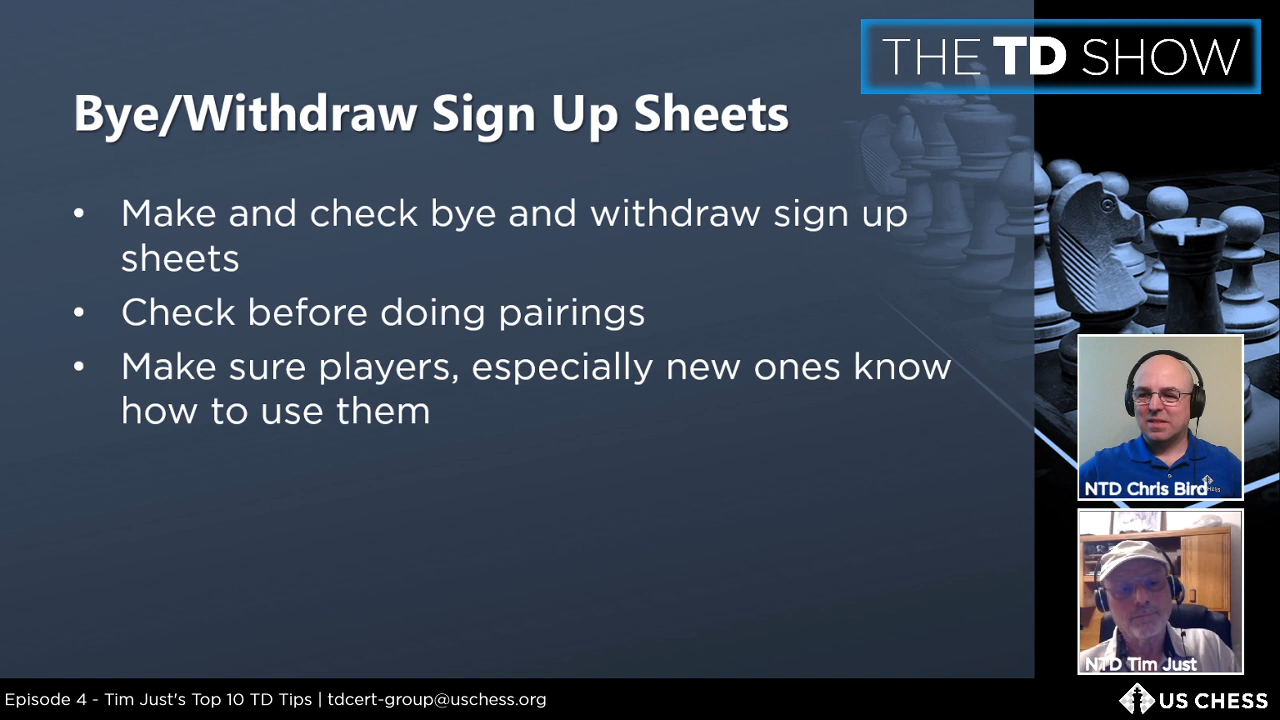 THE TD SHOW
Bye/Withdraw Sign Up Sheets
• Make and check bye and withdraw sign up
sheets
• Check before doing pairings
• Make sure players, especially new ones know
how to use them
NTD Chris Bird
NTD Tim Just
Episode 4 - Tim Just's Top 10 TD Tips | tdcert-group@uschess.org
US CHESS